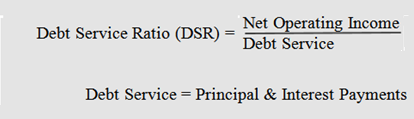 Debt Service Ratio (DSR) = Net Operating Income / Debt Service
Debt Service = Principal & Interest Payments